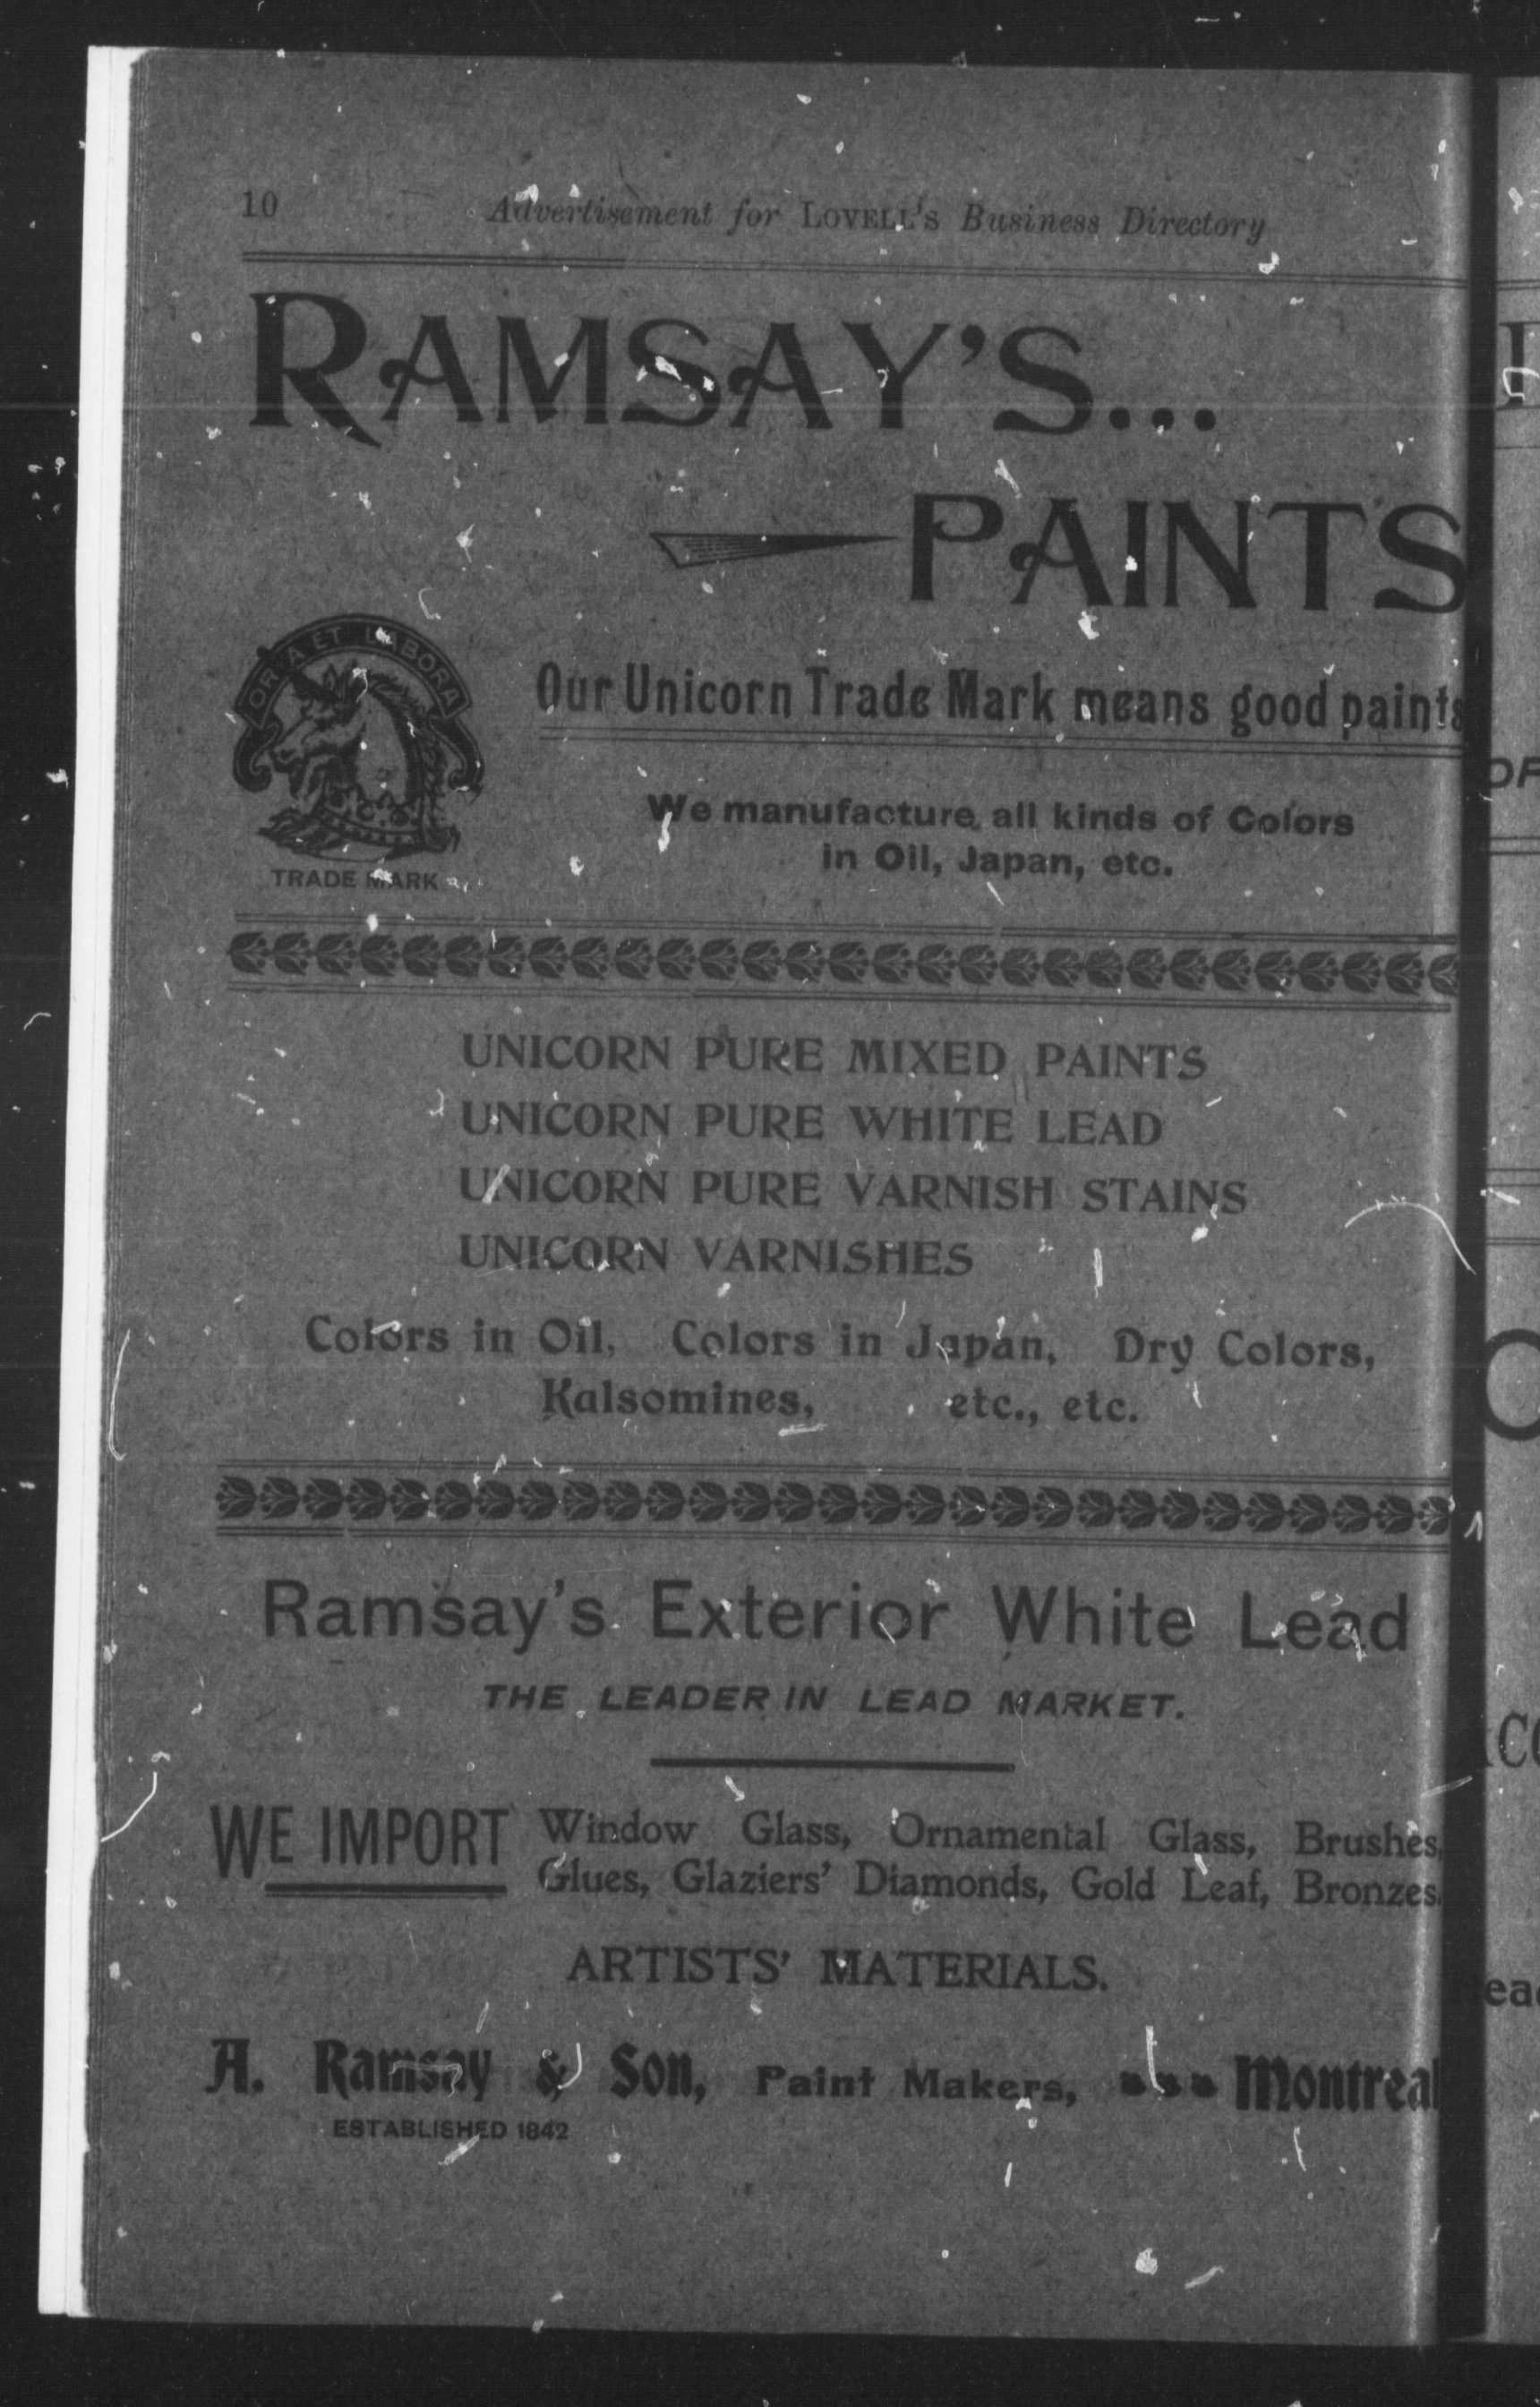 10 Advertisement for LOVELL'S Business Directory
RAMSAY'S...
PAINTS
ORA ET LABORA
TRADE MARK
Our Unicorn Trade Mark means good paints
We manufacture all kinds of Colors
in Oil, Japan, etc.
UNICORN PURE MIXED PAINTS
UNICORN PURE WHITE LEAD
UNICORN PURE VARNISH STAINS
UNICORN VARNISHES
Colors in Oil, Colors in Japan, Dry Colors,
Kalsomines, etc., etc.
Ramsay's Exterior White Lead
THE LEADER IN LEAD MARKET.
WE IMPORT
Window Glass, Ornamental Glass, Brushes,
Glues, Glaziers' Diamonds, Gold Leaf, Bronzes.
ARTISTS' MATERIALS.
A. Ramsay & Son, Paint Makers, Montreal
ESTABLISHED 1842
OF